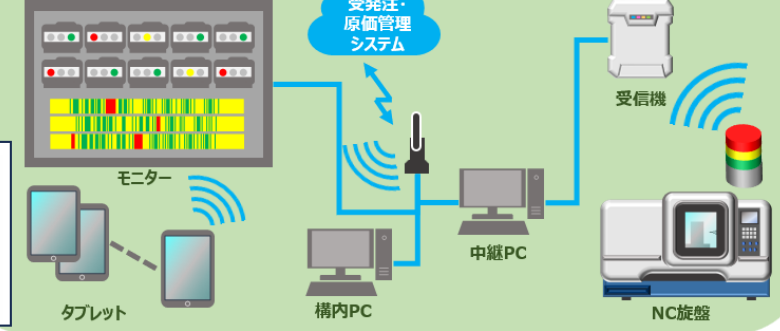 受発注・
原価管理
システム
受信機
モニター
中継PC
タブレット
構内PC
NC旋盤